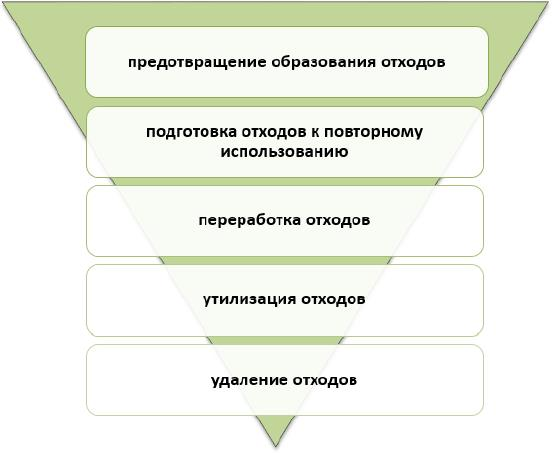 предотвращение образования отходов
подготовка отходов к повторному
использованию
переработка отходов
утилизация отходов
удаление отходов